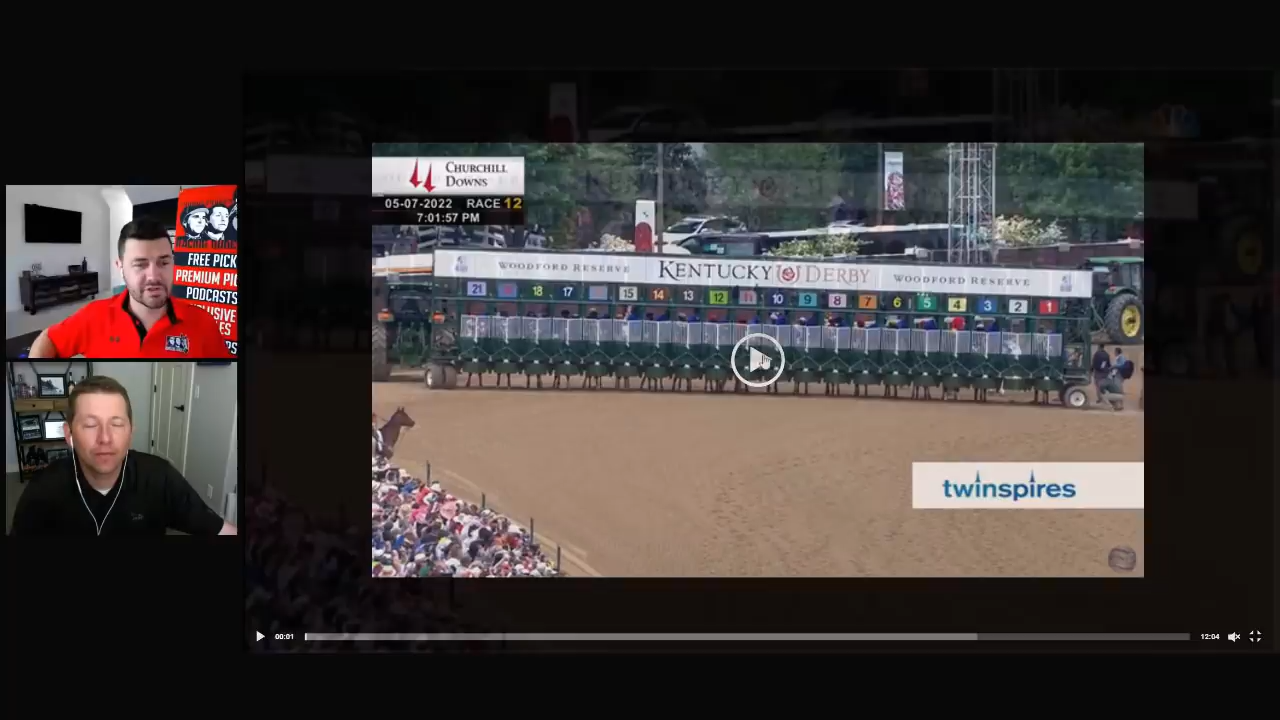 CHURCHILL
DOWNS
05-07-2022 RACE 12
7:01:57 PM
FREE PICK
PREMIUM PI
PODCASTS
WOODFORD RESERVE KENTUCKY DERBY WOODFORD RESERVE
21 18 17 15 14 13 12 11 10 9 8 7 6 5 4 3 2 1
twinspires
00:01 12:04